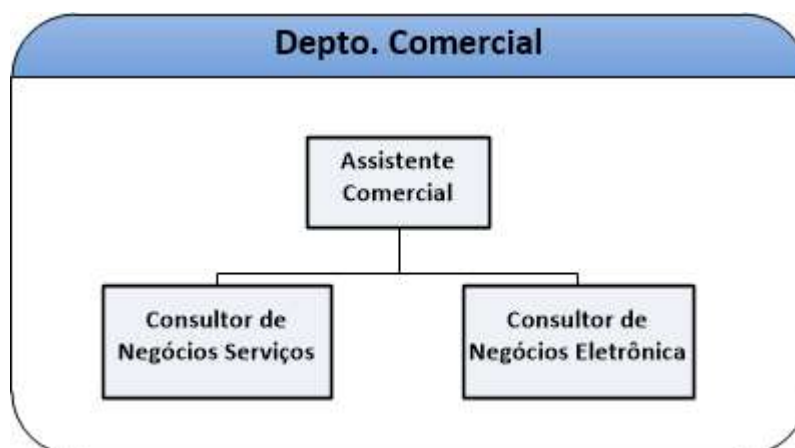 Depto. Comercial
Assistente
Comercial
Consultor de
Negócios Serviços
Consultor de
Negócios Eletrônica